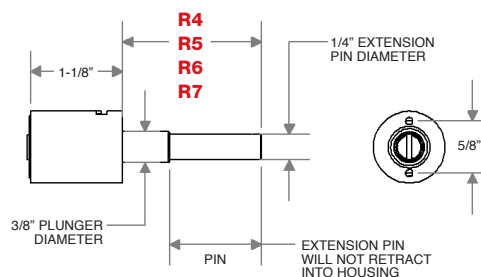 R4
R5
R6
R7
1-1/8”
1/4” EXTENSION
PIN DIAMETER
5/8”
3/8” PLUNGER
DIAMETER
PIN
EXTENSION PIN
WILL NOT RETRACT
INTO HOUSING